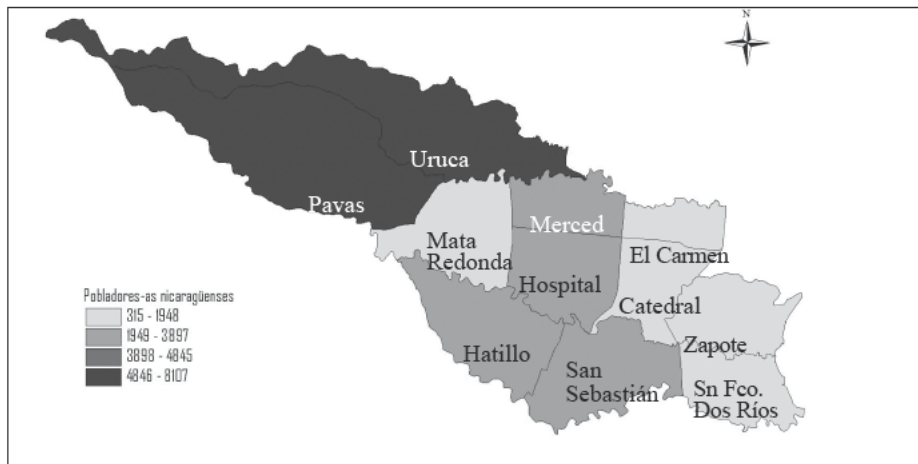 N
Uruca
Pavas
Merced
Mata
Redonda
El Carmen
Hospital
Catedral
Pobladores-as nicaragüenses
315 - 1948
1949 - 3897
3898 - 4845
4846 - 8107
Hatillo
Zapote
San
Sebastián
Sn Fco.
Dos Ríos